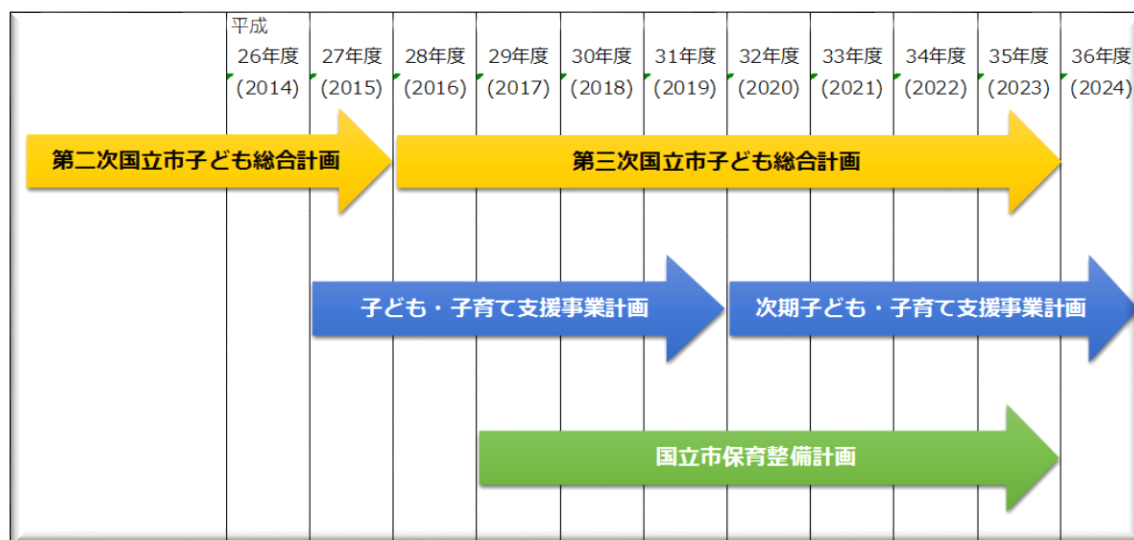 平成
26年度 27年度 28年度 29年度 30年度 31年度 32年度 33年度 34年度 35年度 36年度
(2014) (2015) (2016) (2017) (2018) (2019) (2020) (2021) (2022) (2023) (2024)
第二次国立市子ども総合計画 第三次国立市子ども総合計画
子ども・子育て支援事業計画 次期子ども・子育て支援事業計画
国立市保育整備計画